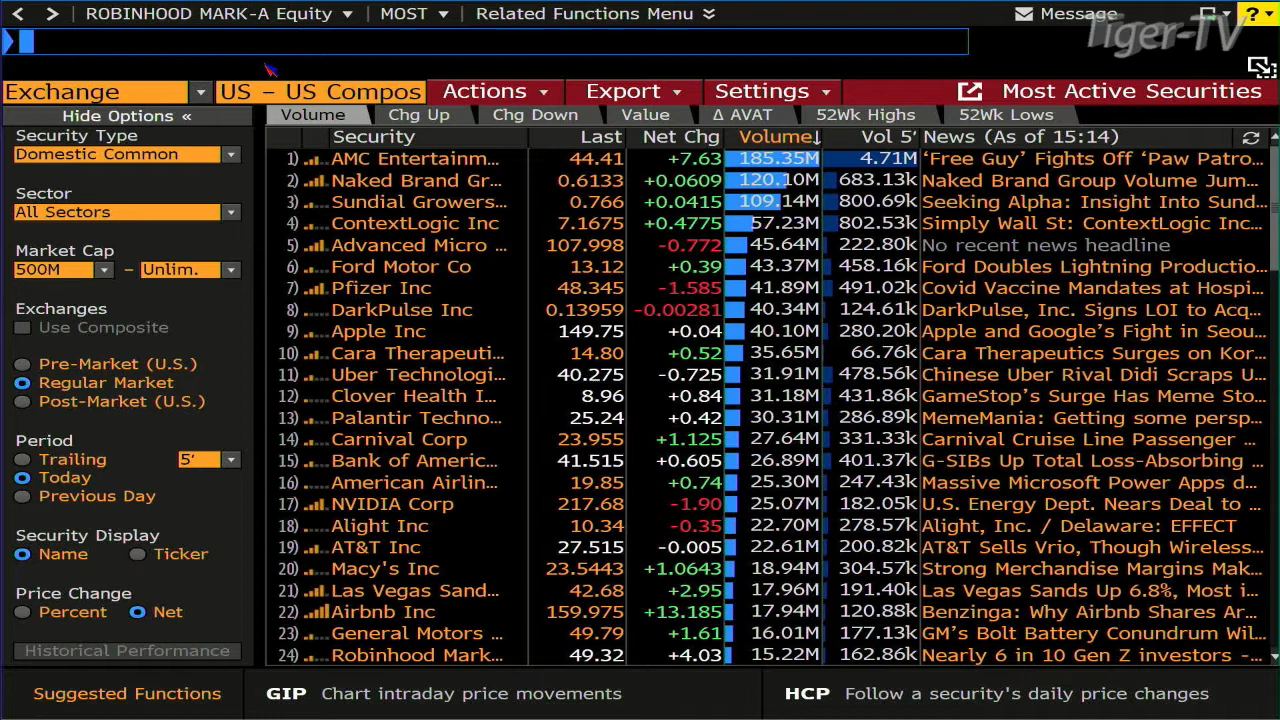 ROBINHOOD MARK-A Equity MOST Related Functions Menu Message ?
Tiger-TV
Exchange US - US Compos Actions Export Settings Most Active Securities
Hide Options « Volume Chg Up Chg Down Value Δ AVAT 52Wk Highs 52Wk Lows
Security Type
Domestic Common
Sector
All Sectors
Market Cap
500M - Unlim.
Exchanges
Use Composite
Pre-Market (U.S.)
Regular Market
Post-Market (U.S.)
Period
Trailing 5'
Today
Previous Day
Security Display
Name Ticker
Price Change
Percent Net
Historical Performance
Security Last Net Chg Volume↓ Vol 5' News (As of 15:14)
1) AMC Entertainm... 44.41 +7.63 185.35M 4.71M ‘Free Guy’ Fights Off ‘Paw Patro...
2) Naked Brand Gr... 0.6133 +0.0609 120.10M 683.13k Naked Brand Group Volume Jum...
3) Sundial Growers... 0.766 +0.0415 109.14M 800.69k Seeking Alpha: Insight Into Sund...
4) ContextLogic Inc 7.1675 +0.4775 57.23M 802.53k Simply Wall St: ContextLogic Inc...
5) Advanced Micro ... 107.998 -0.772 45.64M 222.80k No recent news headline
6) Ford Motor Co 13.12 +0.39 43.37M 458.16k Ford Doubles Lightning Productio...
7) Pfizer Inc 48.345 -1.585 41.89M 491.02k Covid Vaccine Mandates at Hospi...
8) DarkPulse Inc 0.13959 -0.00281 40.34M 124.61k DarkPulse, Inc. Signs LOI to Acq...
9) Apple Inc 149.75 +0.04 40.10M 280.20k Apple and Google’s Fight in Seou...
10) Cara Therapeuti... 14.80 +0.52 35.65M 66.76k Cara Therapeutics Surges on Kor...
11) Uber Technologi... 40.275 -0.725 31.91M 478.56k Chinese Uber Rival Didi Scraps U...
12) Clover Health I... 8.96 +0.84 31.18M 431.86k GameStop’s Surge Has Meme Sto...
13) Palantir Techno... 25.24 +0.42 30.31M 286.89k MemeMania: Getting some persp...
14) Carnival Corp 23.955 +1.125 27.64M 331.33k Carnival Cruise Line Passenger ...
15) Bank of Americ... 41.515 +0.605 26.89M 401.37k G-SIBs Up Total Loss-Absorbing ...
16) American Airlin... 19.85 +0.74 25.30M 247.43k Massive Microsoft Power Apps d...
17) NVIDIA Corp 217.68 -1.90 25.07M 182.05k U.S. Energy Dept. Nears Deal to ...
18) Alight Inc 10.34 -0.35 22.70M 278.57k Alight, Inc. / Delaware: EFFECT
19) AT&T Inc 27.515 -0.005 22.61M 200.82k AT&T Sells Vrio, Though Wireless...
20) Macy's Inc 23.5443 +1.0643 18.94M 304.57k Strong Merchandise Margins Mak...
21) Las Vegas Sand... 42.68 +2.95 17.96M 191.40k Las Vegas Sands Up 6.8%, Most i...
22) Airbnb Inc 159.975 +13.185 17.94M 120.88k Benzinga: Why Airbnb Shares Ar...
23) General Motors ... 49.79 +1.61 16.01M 177.13k GM’s Bolt Battery Conundrum Wil...
24) Robinhood Mark... 49.32 +4.03 15.22M 162.86k Nearly 6 in 10 Gen Z investors -...
Suggested Functions GIP Chart intraday price movements HCP Follow a security's daily price changes